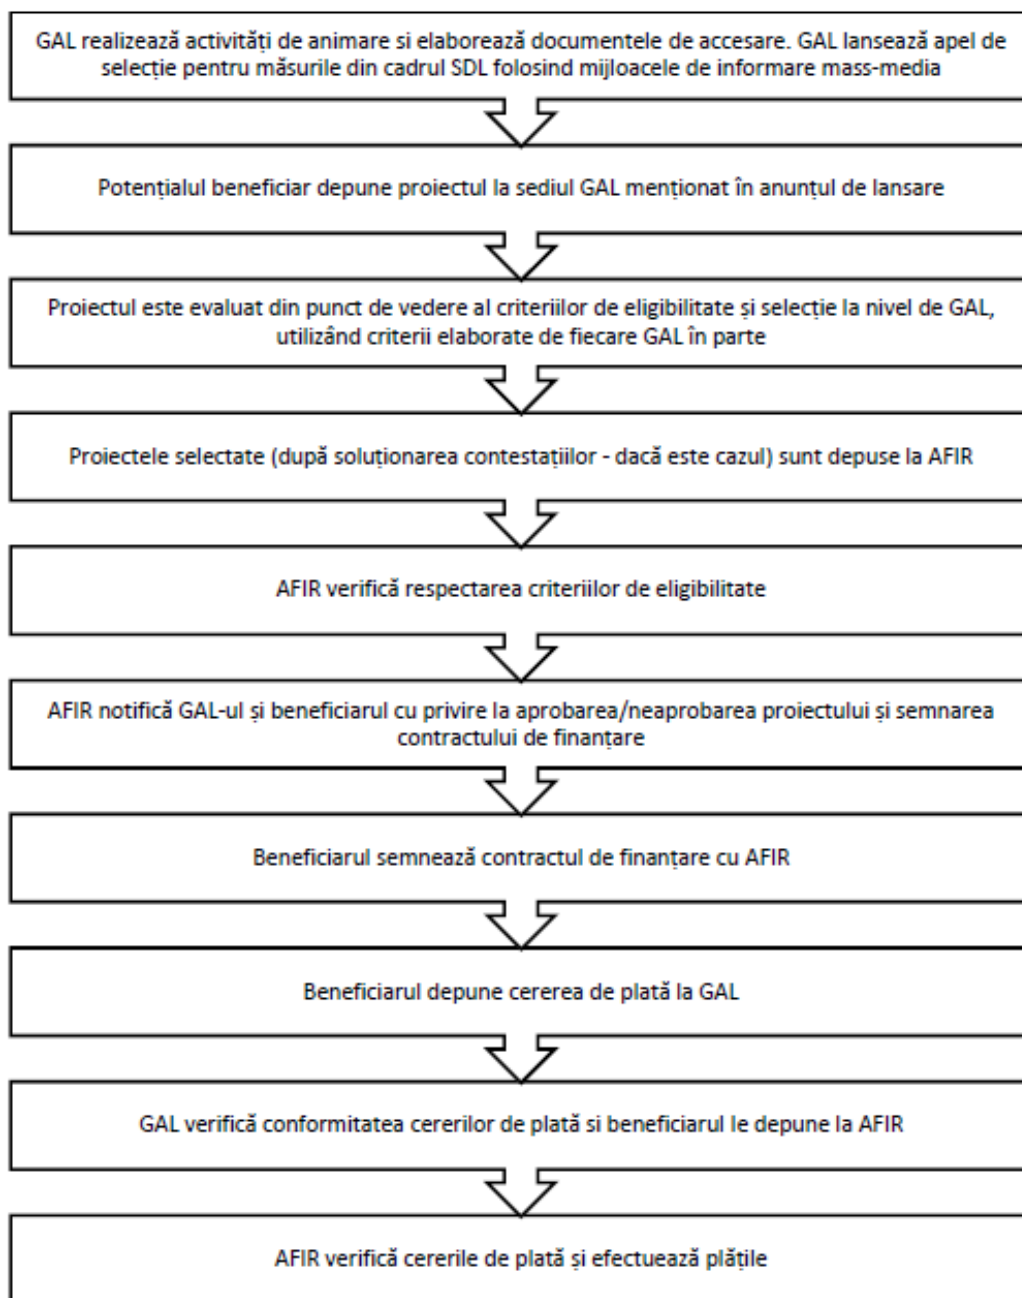 GAL realizează activități de animare si elaborează documentele de accesare. GAL lansează apel de
selecție pentru măsurile din cadrul SDL folosind mijloacele de informare mass-media
Potențialul beneficiar depune proiectul la sediul GAL menționat în anunțul de lansare
Proiectul este evaluat din punct de vedere al criteriilor de eligibilitate și selecție la nivel de GAL,
utilizând criterii elaborate de fiecare GAL în parte
Proiectele selectate (după soluționarea contestațiilor - dacă este cazul) sunt depuse la AFIR
AFIR verifică respectarea criteriilor de eligibilitate
AFIR notifică GAL-ul și beneficiarul cu privire la aprobarea/neaprobarea proiectului și semnarea
contractului de finanțare
Beneficiarul semnează contractul de finanțare cu AFIR
Beneficiarul depune cererea de plată la GAL
GAL verifică conformitatea cererilor de plată si beneficiarul le depune la AFIR
AFIR verifică cererile de plată și efectuează plățile